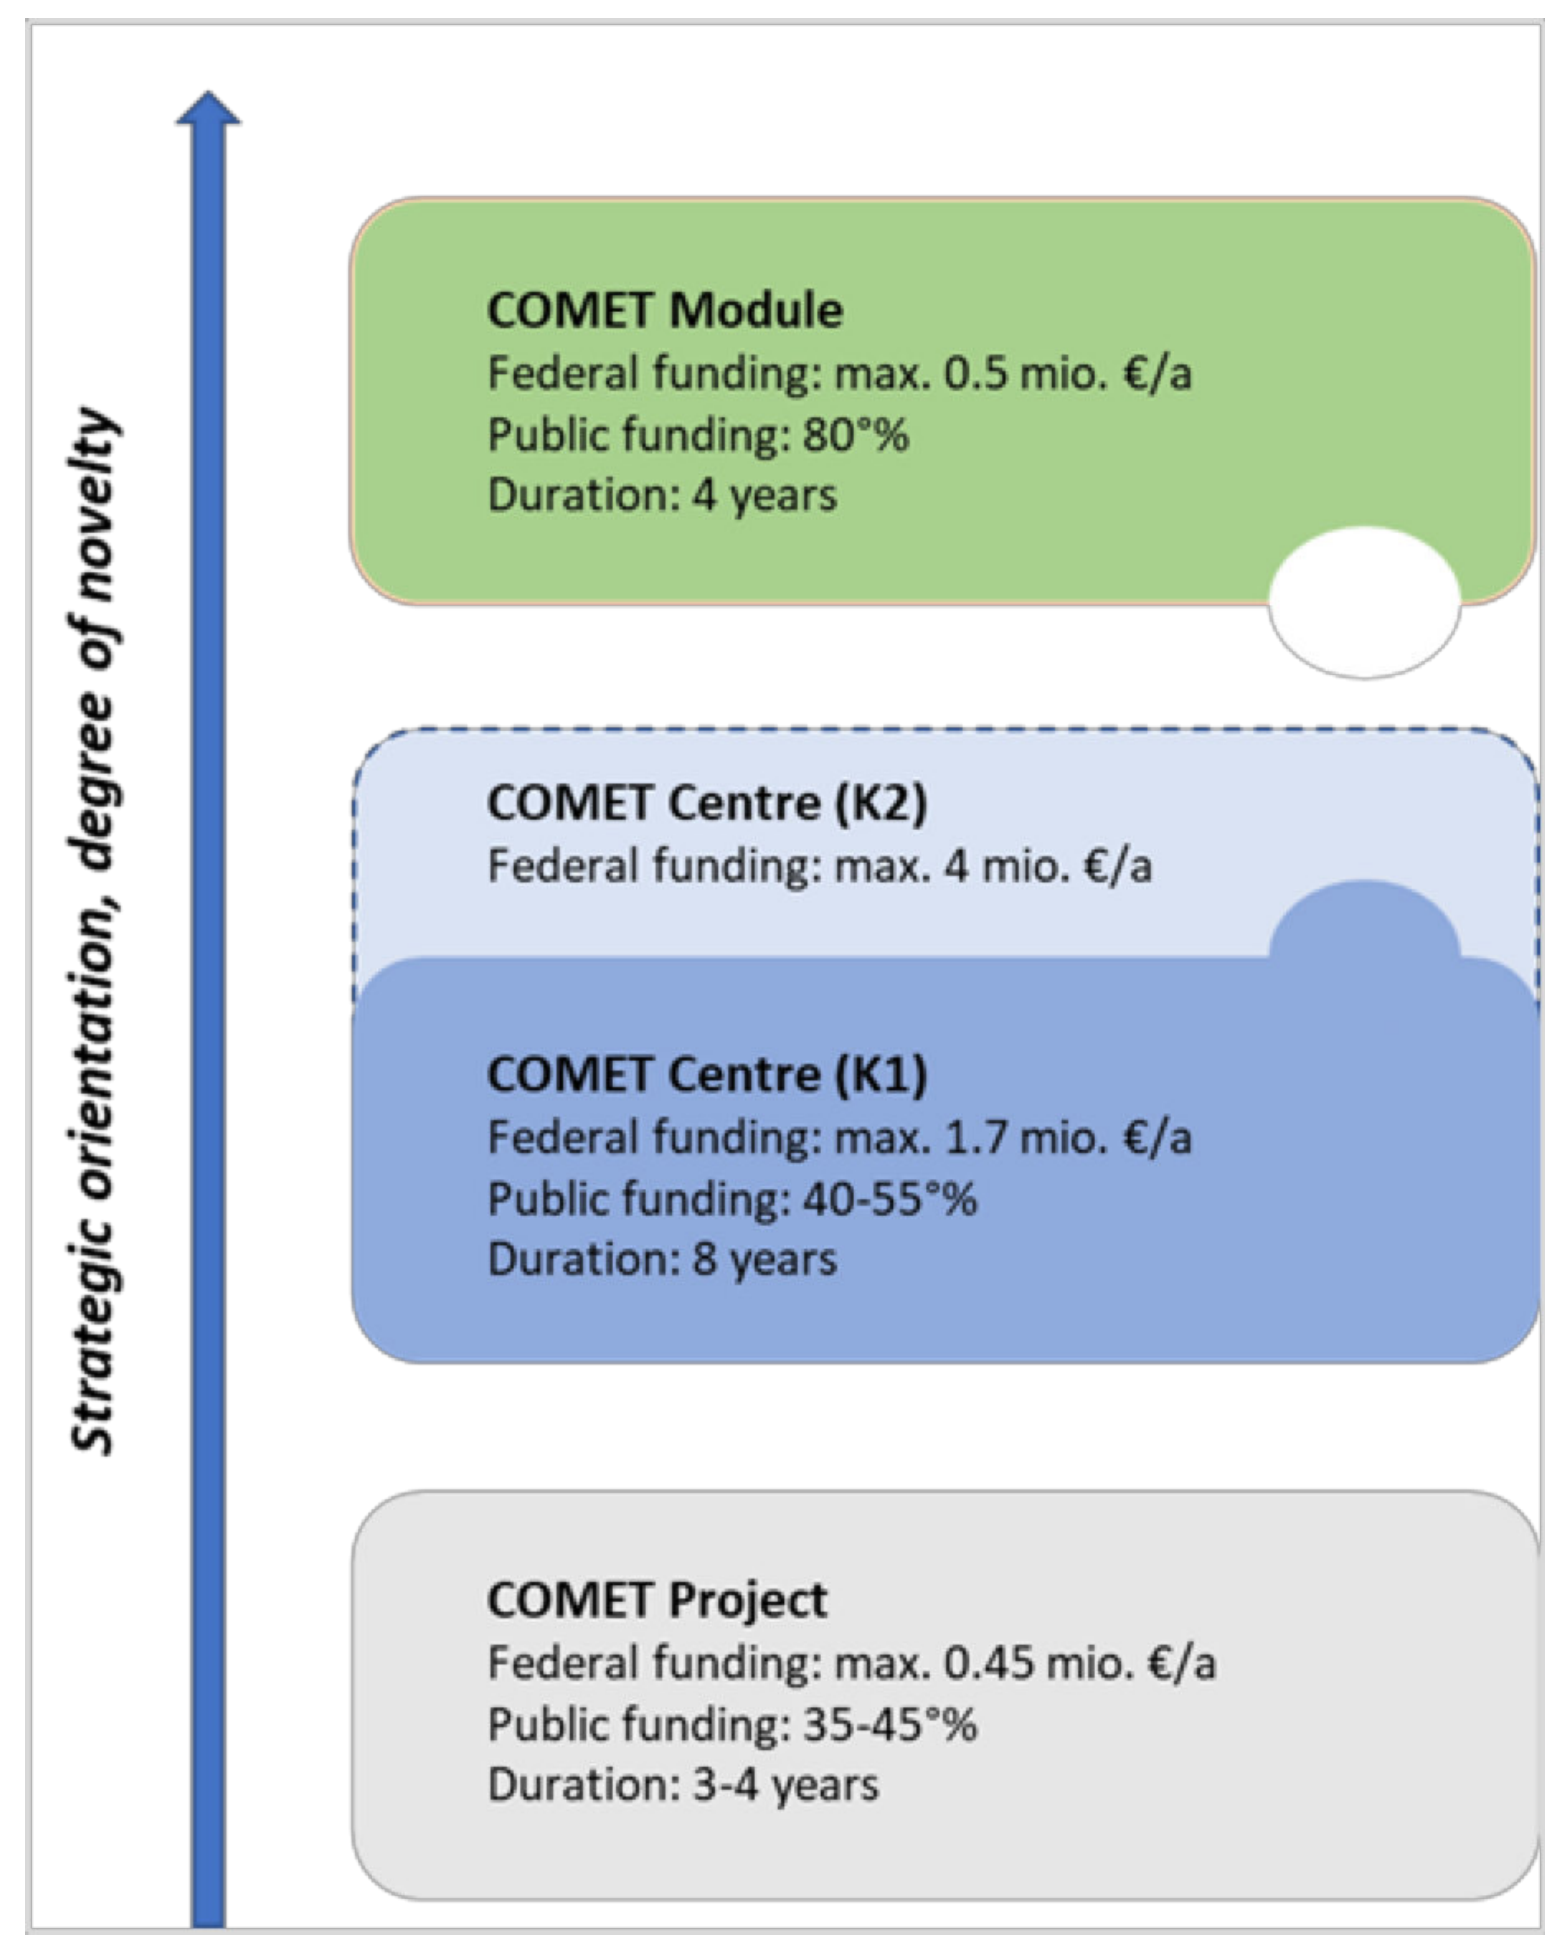 Strategic orientation, degree of novelty
COMET Module
Federal funding: max. 0.5 mio. €/a
Public funding: 80°%
Duration: 4 years
COMET Centre (K2)
Federal funding: max. 4 mio. €/a
COMET Centre (K1)
Federal funding: max. 1.7 mio. €/a
Public funding: 40-55°%
Duration: 8 years
COMET Project
Federal funding: max. 0.45 mio. €/a
Public funding: 35-45°%
Duration: 3-4 years